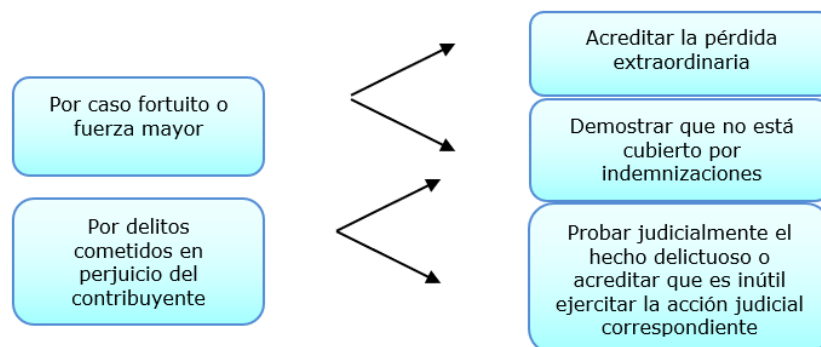 Por caso fortuito o
fuerza mayor
Por delitos
cometidos en
perjuicio del
contribuyente
Acreditar la pérdida
extraordinaria
Demostrar que no está
cubierto por
indemnizaciones
Probar judicialmente el
hecho delictuoso o
acreditar que es inútil
ejercitar la acción judicial
correspondiente